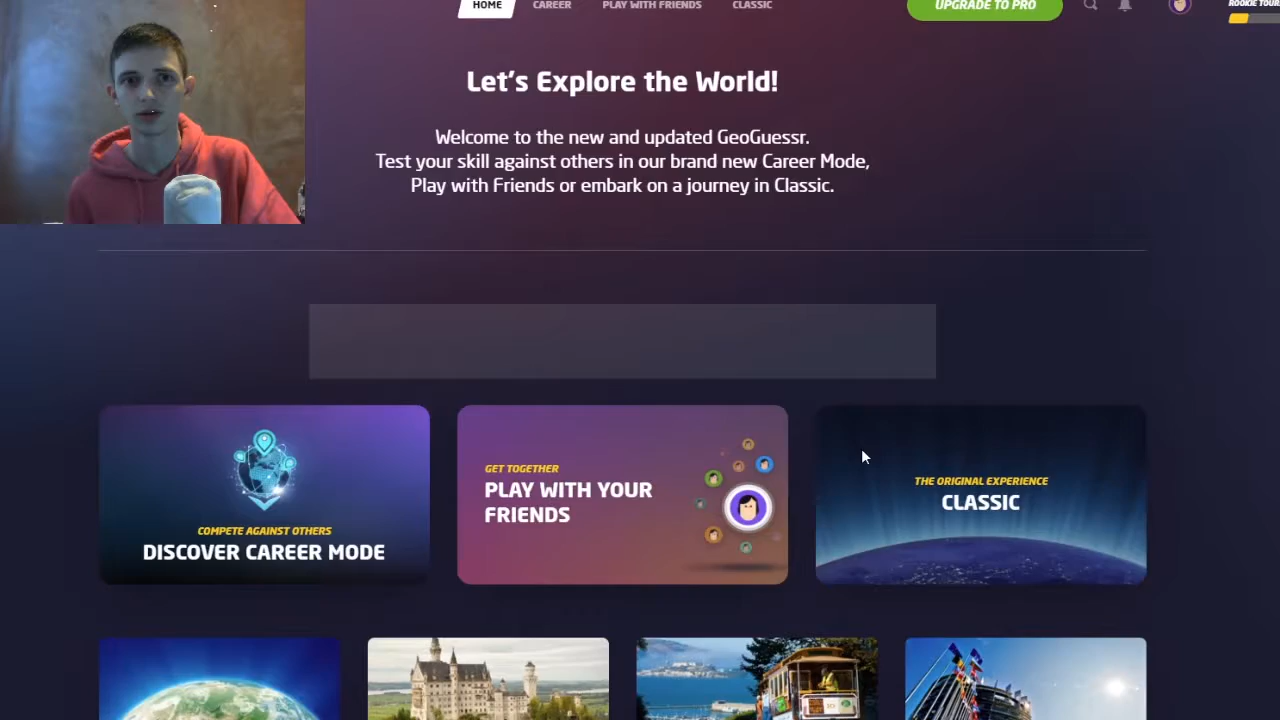 HOME
CAREER
PLAY WITH FRIENDS
CLASSIC
UPGRADE TO PRO
ROOKIE TOUR
Let's Explore the World!
Welcome to the new and updated GeoGuessr.
Test your skill against others in our brand new Career Mode,
Play with Friends or embark on a journey in Classic.
COMPETE AGAINST OTHERS
DISCOVER CAREER MODE
GET TOGETHER
PLAY WITH YOUR
FRIENDS
THE ORIGINAL EXPERIENCE
CLASSIC